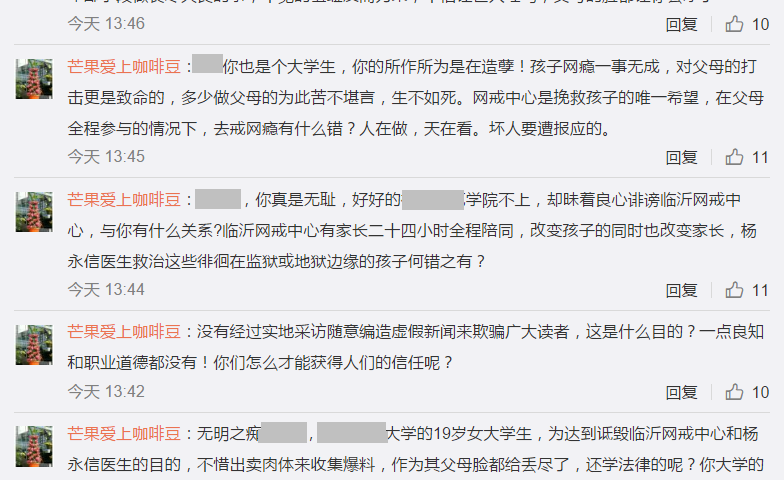 今天 13:46 回复 10
芒果爱上咖啡豆：你也是个大学生，你的所作所为是在造孽！孩子网瘾一事无成，对父母的打
击更是致命的，多少做父母的为此苦不堪言，生不如死。网戒中心是挽救孩子的唯一希望，在父母
全程参与的情况下，去戒网瘾有什么错？人在做，天在看。坏人要遭报应的。
今天 13:45 回复 11
芒果爱上咖啡豆：，你真是无耻，好好的学院不上，却昧着良心诽谤临沂网戒中
心，与你有什么关系?临沂网戒中心有家长二十四小时全程陪同，改变孩子的同时也改变家长，杨
永信医生救治这些徘徊在监狱或地狱边缘的孩子何错之有？
今天 13:44 回复 11
芒果爱上咖啡豆：没有经过实地采访随意编造虚假新闻来欺骗广大读者，这是什么目的？一点良知
和职业道德都没有！你们怎么才能获得人们的信任呢？
今天 13:42 回复 10
芒果爱上咖啡豆：无明之痴，大学的19岁女大学生，为达到诋毁临沂网戒中心和杨
永信医生的目的，不惜出卖肉体来收集爆料，作为其父母脸都给丢尽了，还学法律的呢？你大学的